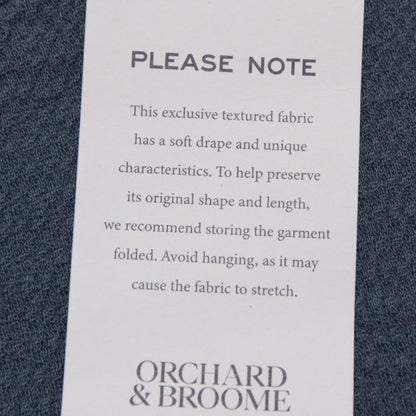 PLEASE NOTE
This exclusive textured fabric
has a soft drape and unique
characteristics. To help preserve
its original shape and length,
we recommend storing the garment
folded. Avoid hanging, as it may
cause the fabric to stretch.
ORCHARD
& BROOME